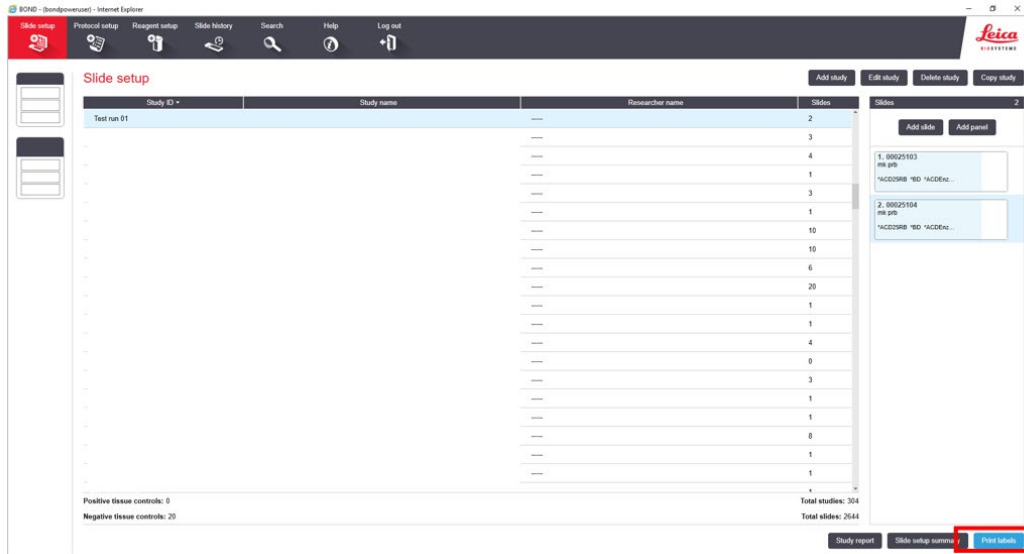 BOND - (bondpoweruser) - Internet Explorer
Slide setup Protocol setup Reagent setup Slide history Search Help Log out
Leica
BIOSYSTEMS
Slide setup Add study Edit study Delete study Copy study
Study ID Study name Researcher name Slides Slides 2
Test run 01 ---- 2
Add slide Add panel
---- 3
---- 4
1. 00025103
mk prb
*ACD25RB *BD *ACDEnz...
---- 1
---- 3
2. 00025104
mk prb
*ACD25RB *BD *ACDEnz...
---- 1
---- 10
---- 10
---- 6
---- 20
---- 1
---- 1
---- 4
---- 0
---- 3
---- 1
---- 1
---- 8
---- 1
---- 1
Positive tissue controls: 0 Total studies: 304
Negative tissue controls: 20 Total slides: 2644
Study report Slide setup summary Print labels